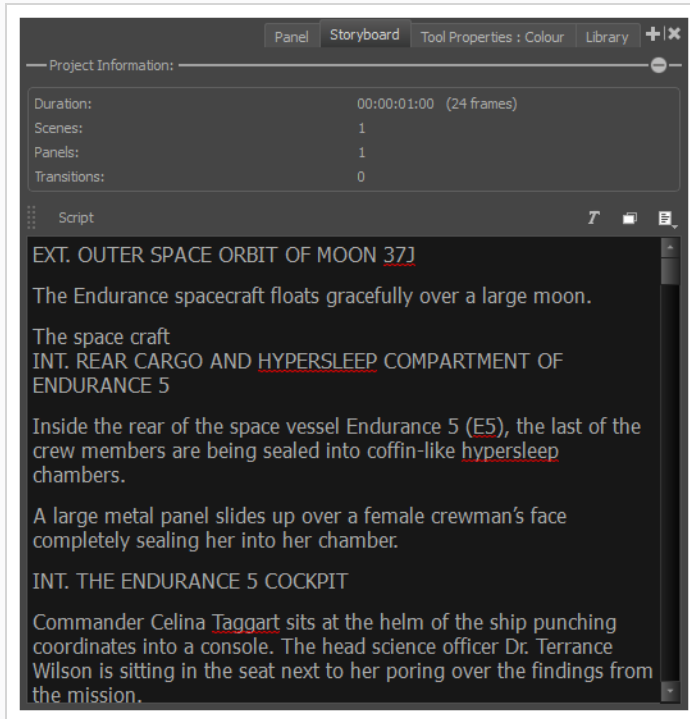 Panel Storyboard Tool Properties : Colour Library
Project Information:
Duration: 00:00:01:00 (24 frames)
Scenes: 1
Panels: 1
Transitions: 0
Script T
EXT. OUTER SPACE ORBIT OF MOON 37J
The Endurance spacecraft floats gracefully over a large moon.
The space craft
INT. REAR CARGO AND HYPERSLEEP COMPARTMENT OF
ENDURANCE 5
Inside the rear of the space vessel Endurance 5 (E5), the last of the
crew members are being sealed into coffin-like hypersleep
chambers.
A large metal panel slides up over a female crewman’s face
completely sealing her into her chamber.
INT. THE ENDURANCE 5 COCKPIT
Commander Celina Taggart sits at the helm of the ship punching
coordinates into a console. The head science officer Dr. Terrance
Wilson is sitting in the seat next to her poring over the findings from
the mission.